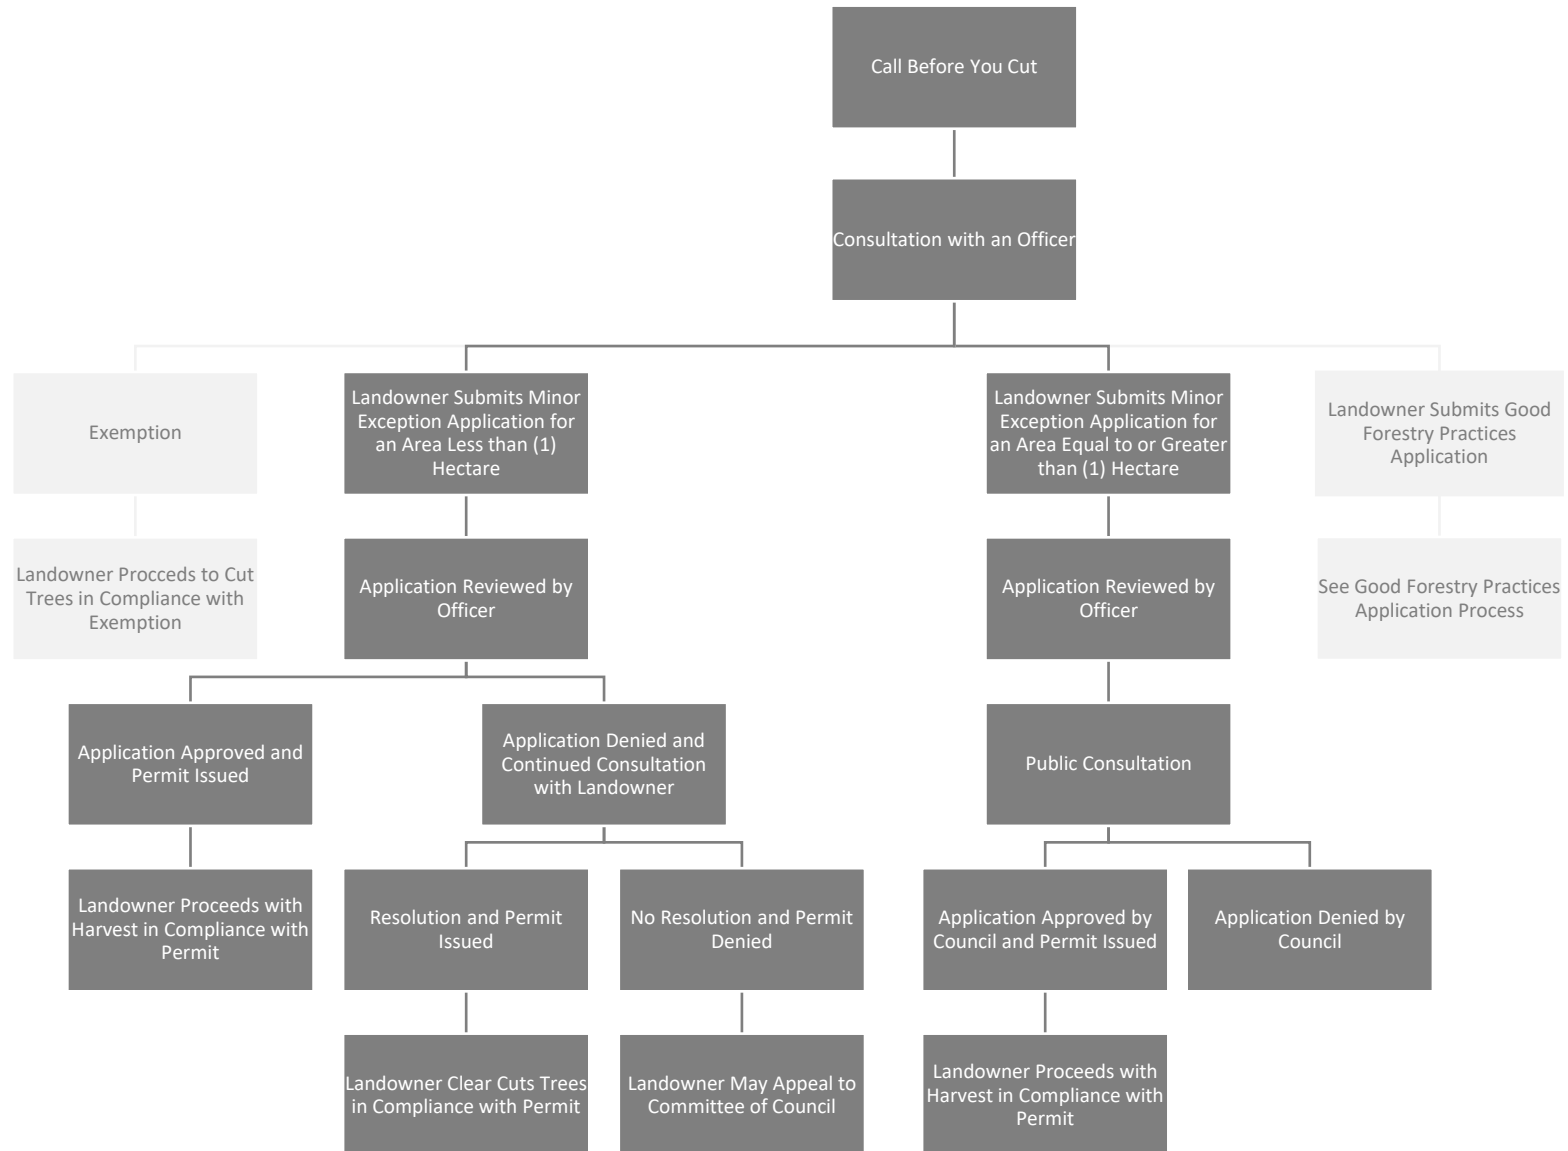 Call Before You Cut
Consultation with an Officer
Exemption
Landowner Submits Minor
Exception Application for
an Area Less than (1)
Hectare
Landowner Submits Minor
Exception Application for
an Area Equal to or Greater
than (1) Hectare
Landowner Submits Good
Forestry Practices
Application
Landowner Procceds to Cut
Trees in Compliance with
Exemption
Application Reviewed by
Officer
Application Reviewed by
Officer
See Good Forestry Practices
Application Process
Application Approved and
Permit Issued
Application Denied and
Continued Consultation
with Landowner
Public Consultation
Landowner Proceeds with
Harvest in Compliance with
Permit
Resolution and Permit
Issued
No Resolution and Permit
Denied
Application Approved by
Council and Permit Issued
Application Denied by
Council
Landowner Clear Cuts Trees
in Compliance with Permit
Landowner May Appeal to
Committee of Council
Landowner Proceeds with
Harvest in Compliance with
Permit